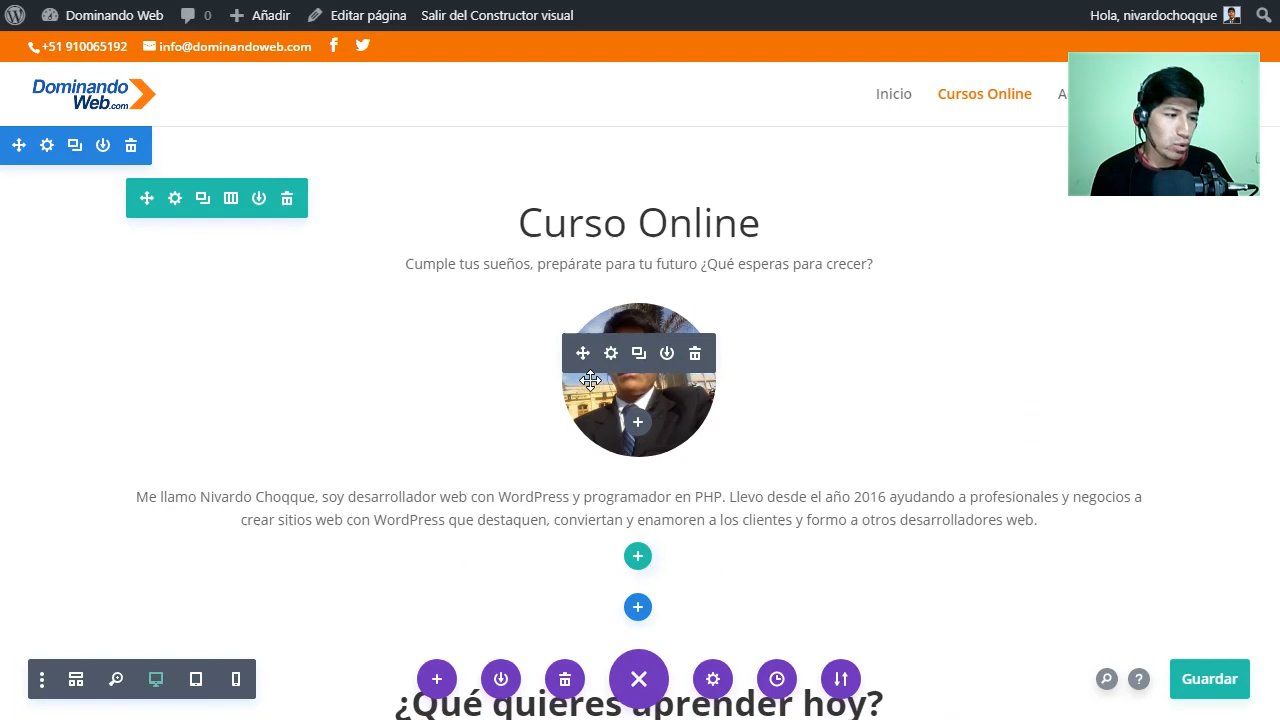 Dominando Web
0
Añadir
Editar página
Salir del Constructor visual
Hola, nivardochoqque
+51 910065192
info@dominandoweb.com
Dominando
Web.com
Inicio
Cursos Online
Curso Online
Cumple tus sueños, prepárate para tu futuro ¿Qué esperas para crecer?
Me llamo Nivardo Choqque, soy desarrollador web con WordPress y programador en PHP. Llevo desde el año 2016 ayudando a profesionales y negocios a
crear sitios web con WordPress que destaquen, conviertan y enamoren a los clientes y formo a otros desarrolladores web.
¿Qué quieres aprender hoy?
Guardar